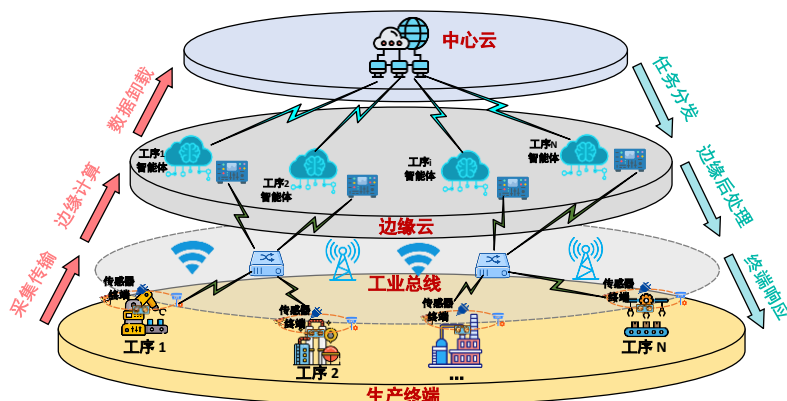 中心云
数据卸载
任务分发
工序1
智能体
工序2
智能体
工序i
智能体
工序N
智能体
边缘计算
边缘后处理
边缘云
采集传输
终端响应
工业总线
传感器
终端
传感器
终端
传感器
终端
传感器
终端
工序 1
工序 2
...
工序 N
生产终端